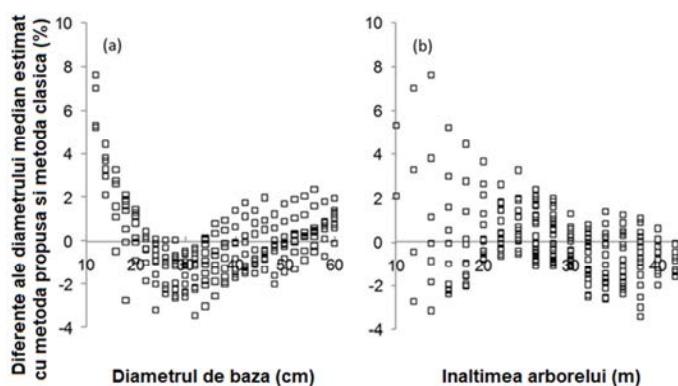 Diferente ale diametrului median estimat
cu metoda propusa si metoda clasica (%)
10
8
6
4
2
0
-2
-4
(a)
10 20 30 40 50 60
Diametrul de baza (cm)
10
8
6
4
2
0
-2
-4
(b)
10 20 30 40
Inaltimea arborelui (m)